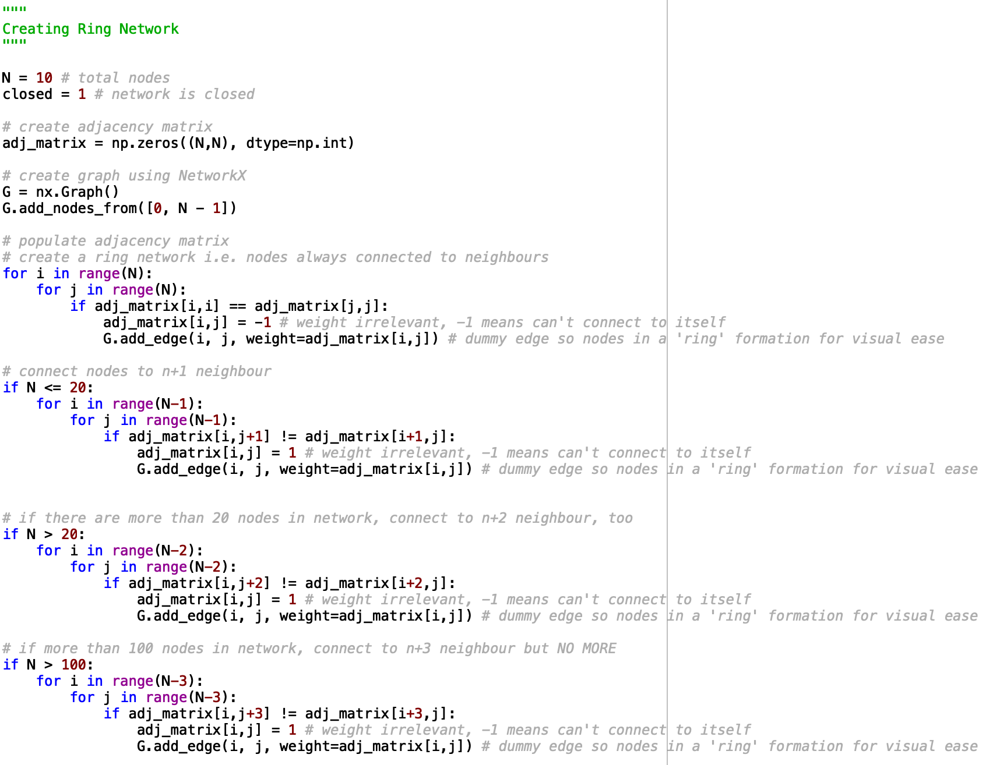 """
Creating Ring Network
"""
N = 10 # total nodes
closed = 1 # network is closed
# create adjacency matrix
adj_matrix = np.zeros((N,N), dtype=np.int)
# create graph using NetworkX
G = nx.Graph()
G.add_nodes_from([0, N - 1])
# populate adjacency matrix
# create a ring network i.e. nodes always connected to neighbours
for i in range(N):
    for j in range(N):
        if adj_matrix[i,i] == adj_matrix[j,j]:
            adj_matrix[i,j] = -1 # weight irrelevant, -1 means can't connect to itself
            G.add_edge(i, j, weight=adj_matrix[i,j]) # dummy edge so nodes in a 'ring' formation for visual ease
# connect nodes to n+1 neighbour
if N <= 20:
    for i in range(N-1):
        for j in range(N-1):
            if adj_matrix[i,j+1] != adj_matrix[i+1,j]:
                adj_matrix[i,j] = 1 # weight irrelevant, -1 means can't connect to itself
                G.add_edge(i, j, weight=adj_matrix[i,j]) # dummy edge so nodes in a 'ring' formation for visual ease
# if there are more than 20 nodes in network, connect to n+2 neighbour, too
if N > 20:
    for i in range(N-2):
        for j in range(N-2):
            if adj_matrix[i,j+2] != adj_matrix[i+2,j]:
                adj_matrix[i,j] = 1 # weight irrelevant, -1 means can't connect to itself
                G.add_edge(i, j, weight=adj_matrix[i,j]) # dummy edge so nodes in a 'ring' formation for visual ease
# if more than 100 nodes in network, connect to n+3 neighbour but NO MORE
if N > 100:
    for i in range(N-3):
        for j in range(N-3):
            if adj_matrix[i,j+3] != adj_matrix[i+3,j]:
                adj_matrix[i,j] = 1 # weight irrelevant, -1 means can't connect to itself
                G.add_edge(i, j, weight=adj_matrix[i,j]) # dummy edge so nodes in a 'ring' formation for visual ease